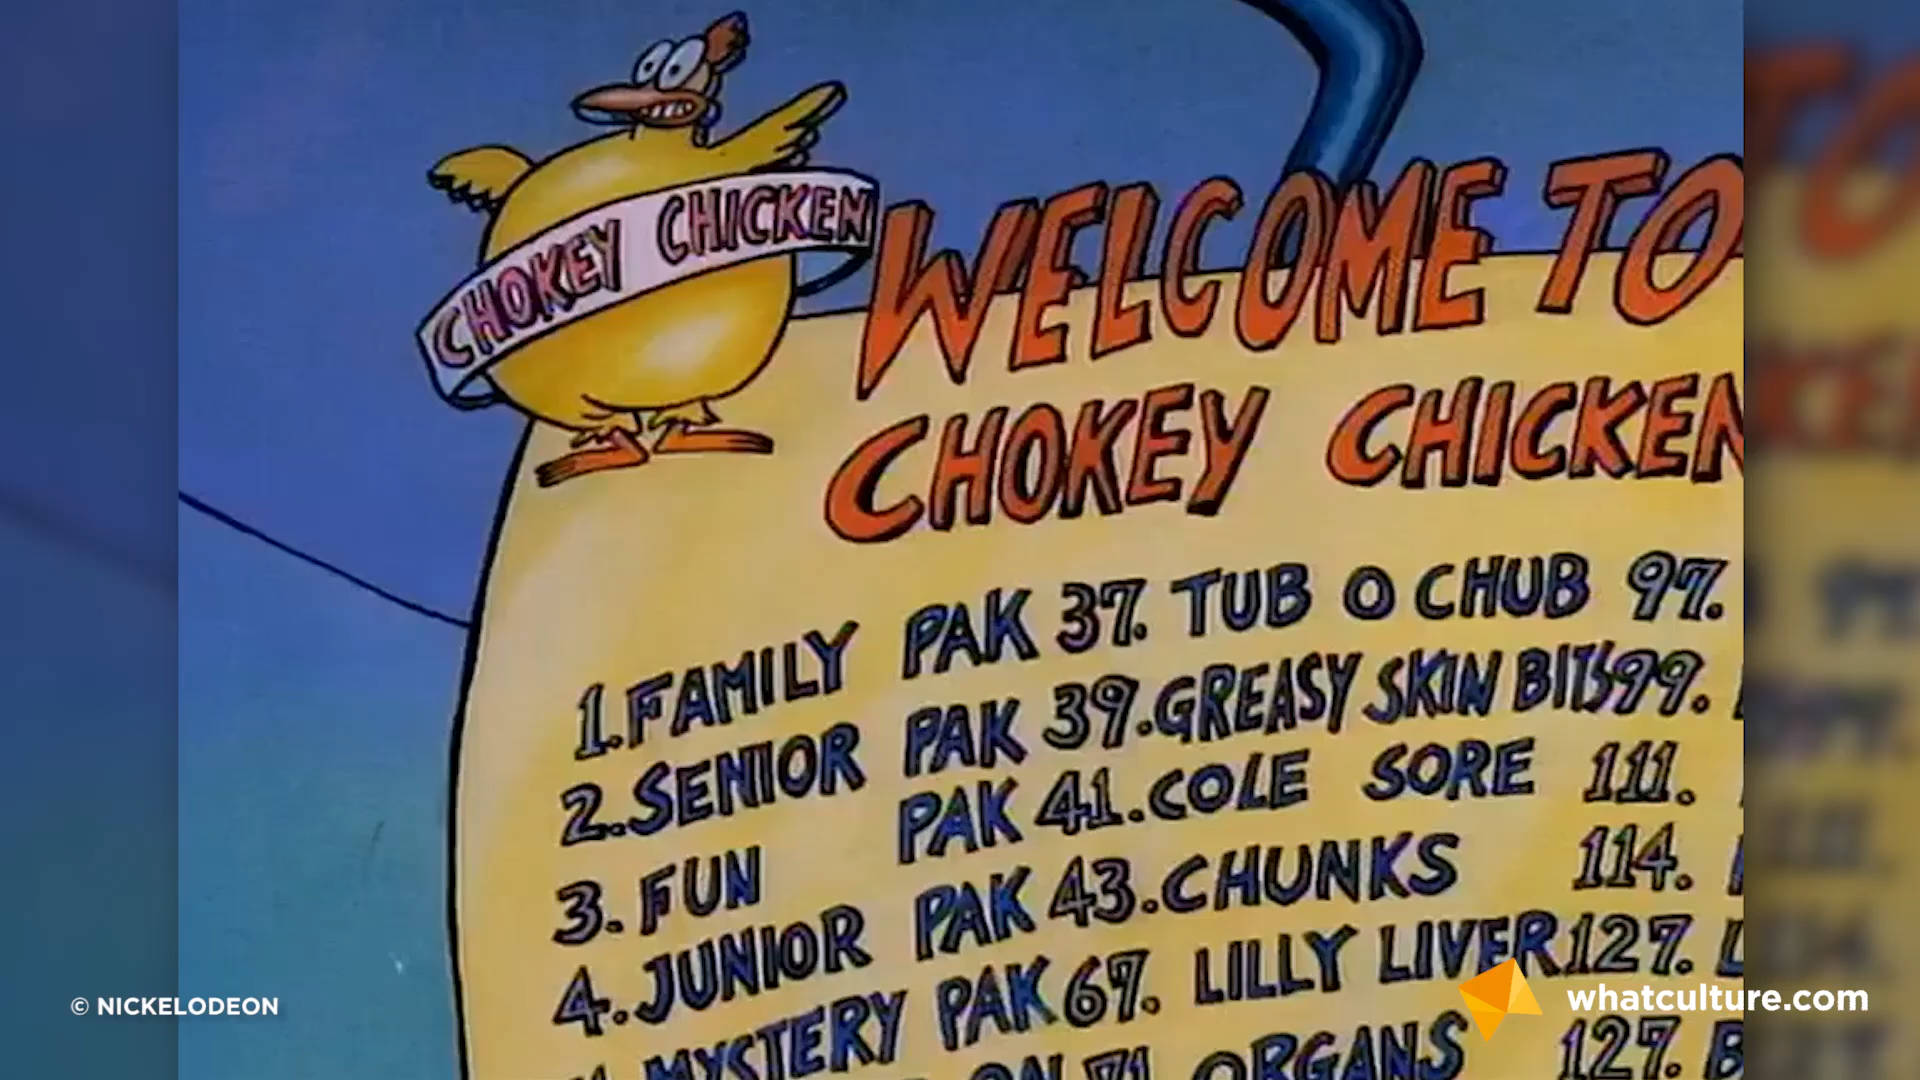 CHOKEY CHICKEN
WELCOME TO
CHOKEY CHICKEN
1. FAMILY PAK 37. TUB O CHUB 97.
2. SENIOR PAK 39. GREASY SKIN BITS 99.
3. FUN PAK 41. COLE SORE 111.
4. JUNIOR PAK 43. CHUNKS 114.
MYSTERY PAK 67. LILLY LIVER 127.
71. ORGANS 127. B
© NICKELODEON
whatculture.com